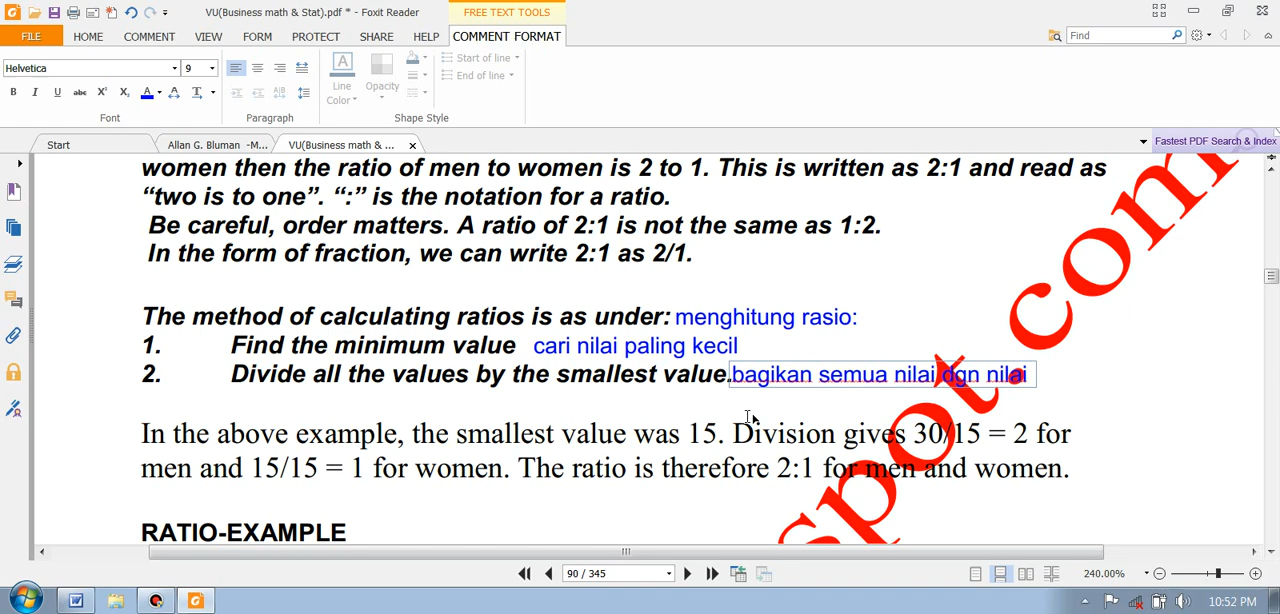 VU(Business math & Stat).pdf * - Foxit Reader
FREE TEXT TOOLS
FILE HOME COMMENT VIEW FORM PROTECT SHARE HELP COMMENT FORMAT
Find
Helvetica 9
Start of line
End of line
Line Color
Opacity
Font Paragraph Shape Style
Start Allan G. Bluman -M... VU(Business math & ...
Fastest PDF Search & Index
women then the ratio of men to women is 2 to 1. This is written as 2:1 and read as
“two is to one”. “:” is the notation for a ratio.
Be careful, order matters. A ratio of 2:1 is not the same as 1:2.
In the form of fraction, we can write 2:1 as 2/1.
The method of calculating ratios is as under: menghitung rasio:
1. Find the minimum value cari nilai paling kecil
2. Divide all the values by the smallest value. bagikan semua nilai dgn nilai
In the above example, the smallest value was 15. Division gives 30/15 = 2 for
men and 15/15 = 1 for women. The ratio is therefore 2:1 for men and women.
RATIO-EXAMPLE
spot.com
90 / 345
240.00%
10:52 PM